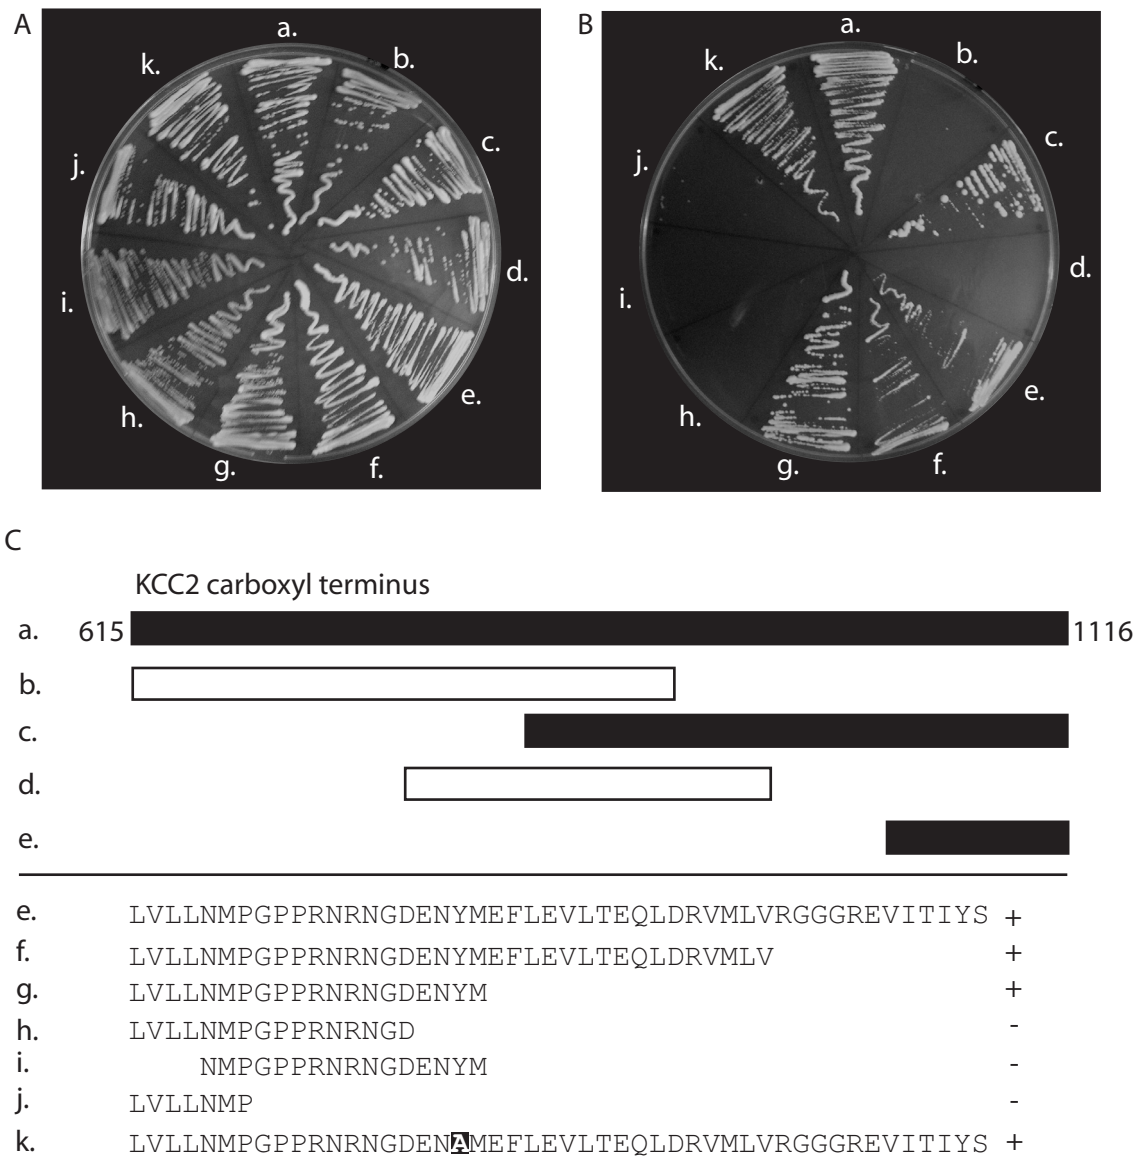 A
B
a.
b.
c.
d.
e.
f.
g.
h.
i.
j.
k.
a.
b.
c.
d.
e.
f.
g.
h.
i.
j.
k.
C
KCC2 carboxyl terminus
a. 615 1116
b.
c.
d.
e.
e. LVLLNMPGPPRNRNGDENYMEFLEVLTEQLDRVMLVRGGGREVITIYS +
f. LVLLNMPGPPRNRNGDENYMEFLEVLTEQLDRVMLV +
g. LVLLNMPGPPRNRNGDENYM +
h. LVLLNMPGPPRNRNGD -
i. NMPGPPRNRNGDENYM -
j. LVLLNMP -
k. LVLLNMPGPPRNRNGDENAMEFLEVLTEQLDRVMLVRGGGREVITIYS +